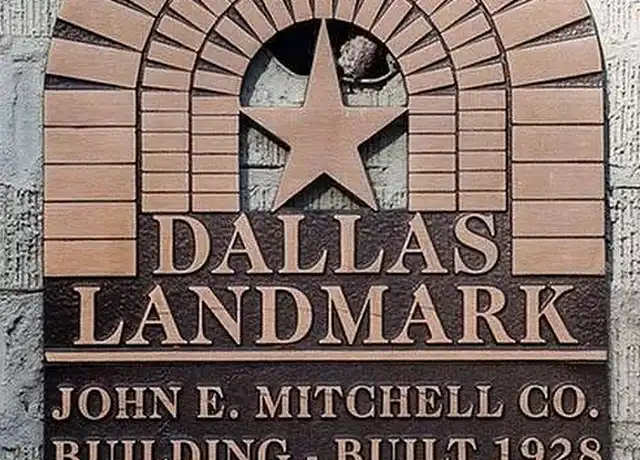 DALLAS
LANDMARK
JOHN E. MITCHELL CO.
BUILDING - BUILT 1928